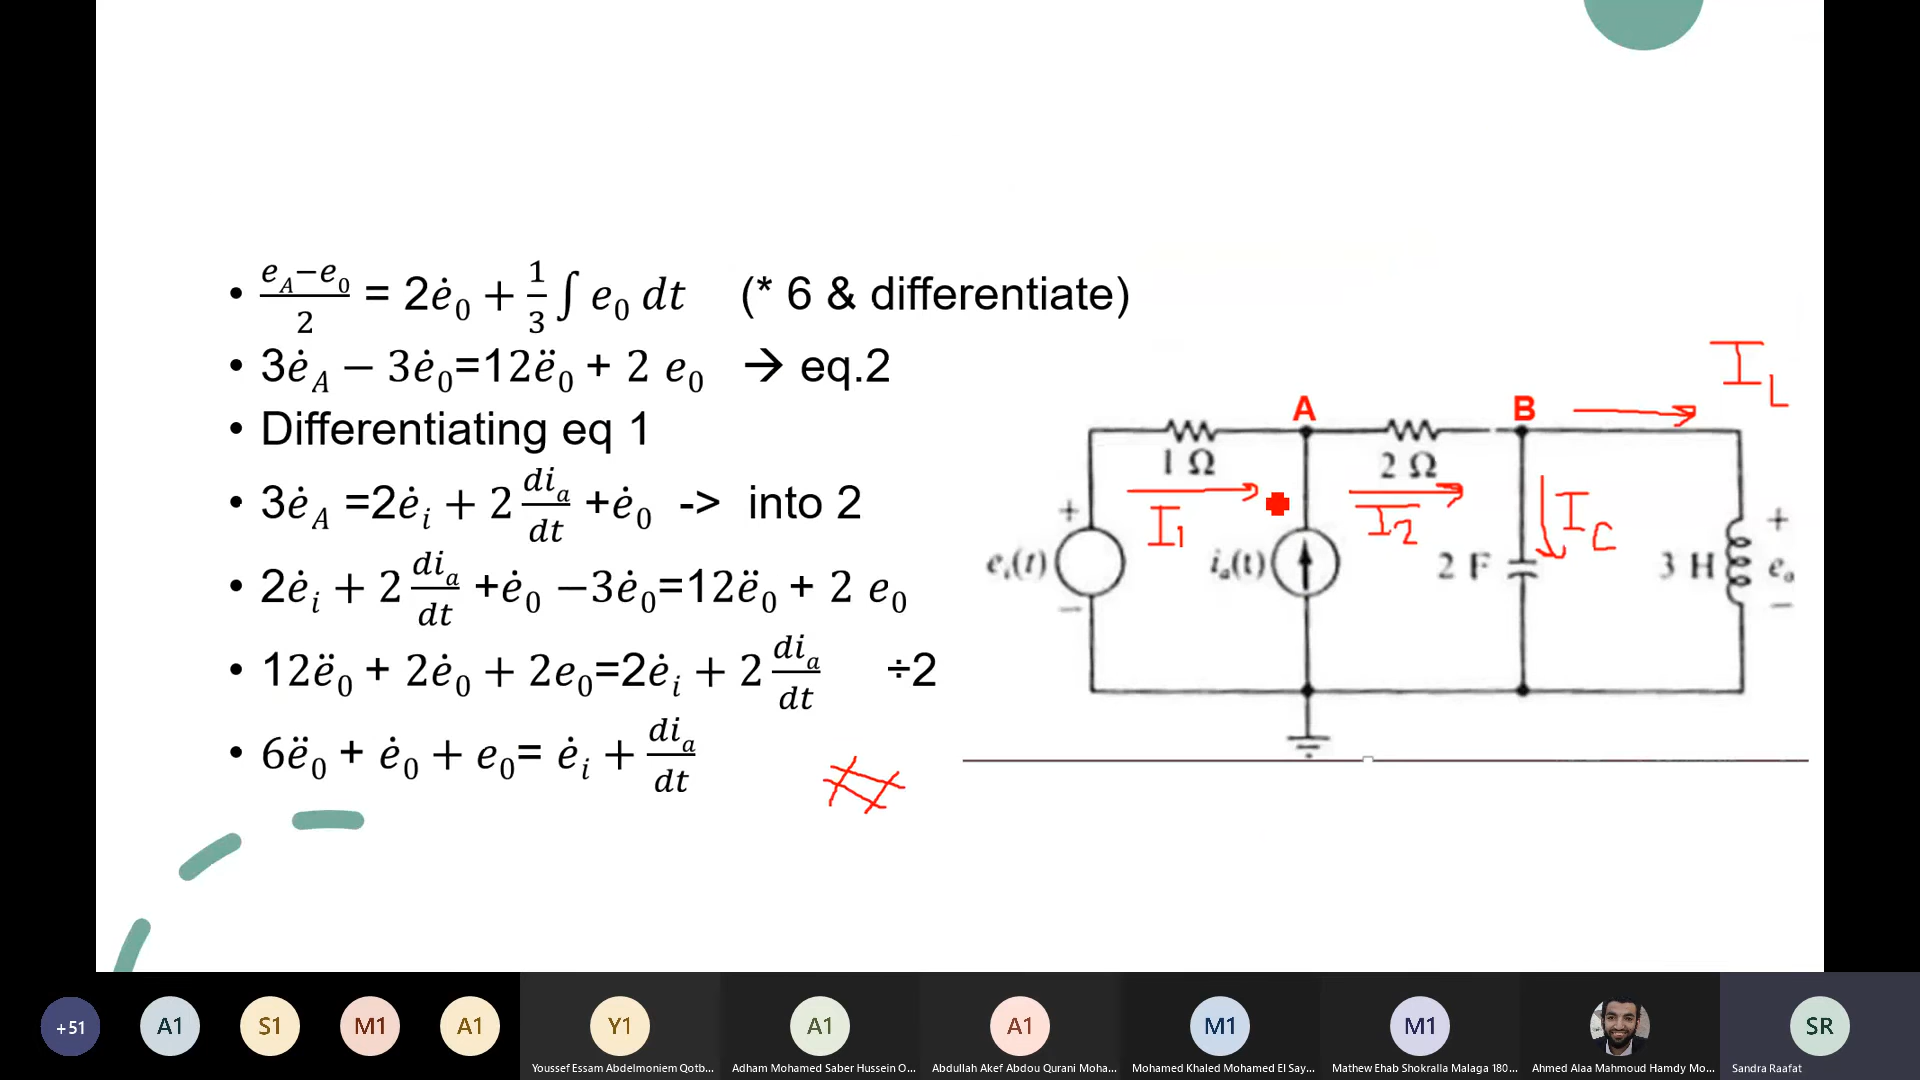 • (e_A−e_0)/2 = 2ė_0 + 1/3 ∫ e_0 dt (* 6 & differentiate)
• 3ė_A − 3ė_0=12ë_0 + 2 e_0 → eq.2
• Differentiating eq 1
• 3ė_A =2ė_i + 2 di_a/dt +ė_0 -> into 2
• 2ė_i + 2 di_a/dt +ė_0 −3ė_0=12ë_0 + 2 e_0
• 12ë_0 + 2ė_0 + 2e_0=2ė_i + 2 di_a/dt ÷2
• 6ë_0 + ė_0 + e_0= ė_i + di_a/dt
#
I_L
A B
1 Ω 2 Ω
I_1 I_2 I_C
+ +
e_i(t) i_a(t) 2 F 3 H e_o
− −
+51 A1 S1 M1 A1 Y1 A1 A1 M1 M1 SR
Youssef Essam Abdelmoniem Qotb...
Adham Mohamed Saber Hussein O...
Abdullah Akef Abdou Qurani Moha...
Mohamed Khaled Mohamed El Say...
Mathew Ehab Shokralla Malaga 180...
Ahmed Alaa Mahmoud Hamdy Mo...
Sandra Raafat